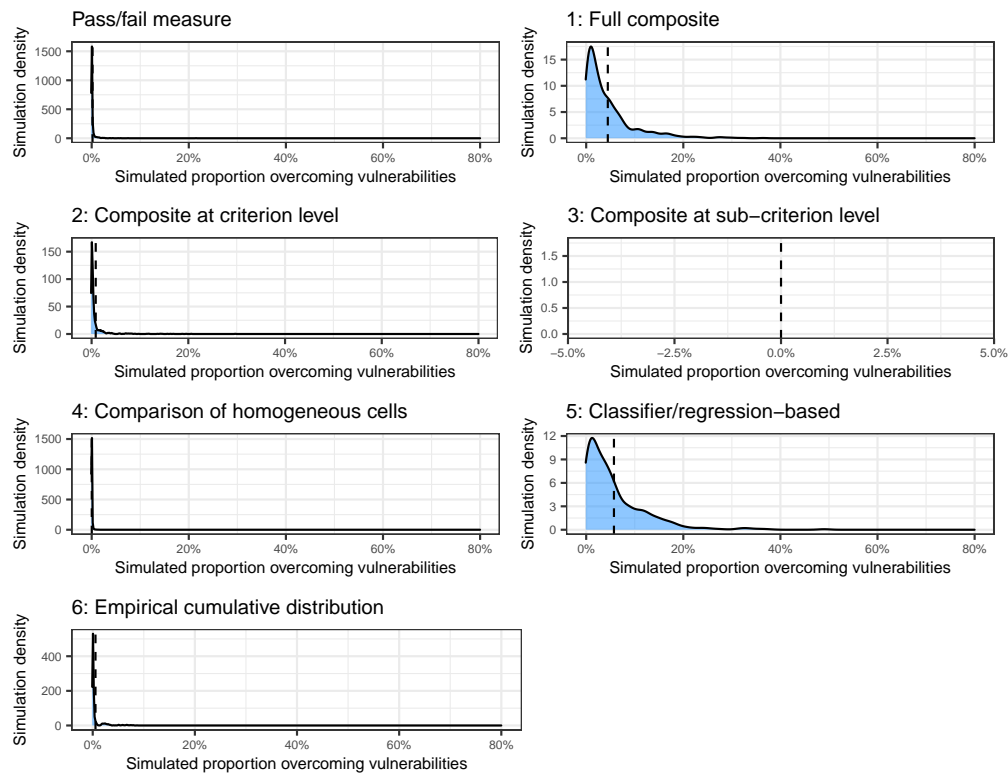 Pass/fail measure
Simulation density
1500
1000
500
0
0% 20% 40% 60% 80%
Simulated proportion overcoming vulnerabilities
1: Full composite
Simulation density
15
10
5
0
0% 20% 40% 60% 80%
Simulated proportion overcoming vulnerabilities
2: Composite at criterion level
Simulation density
150
100
50
0
0% 20% 40% 60% 80%
Simulated proportion overcoming vulnerabilities
3: Composite at sub−criterion level
Simulation density
1.5
1.0
0.5
0.0
−5.0% −2.5% 0.0% 2.5% 5.0%
Simulated proportion overcoming vulnerabilities
4: Comparison of homogeneous cells
Simulation density
1500
1000
500
0
0% 20% 40% 60% 80%
Simulated proportion overcoming vulnerabilities
5: Classifier/regression−based
Simulation density
12
9
6
3
0
0% 20% 40% 60% 80%
Simulated proportion overcoming vulnerabilities
6: Empirical cumulative distribution
Simulation density
400
200
0
0% 20% 40% 60% 80%
Simulated proportion overcoming vulnerabilities